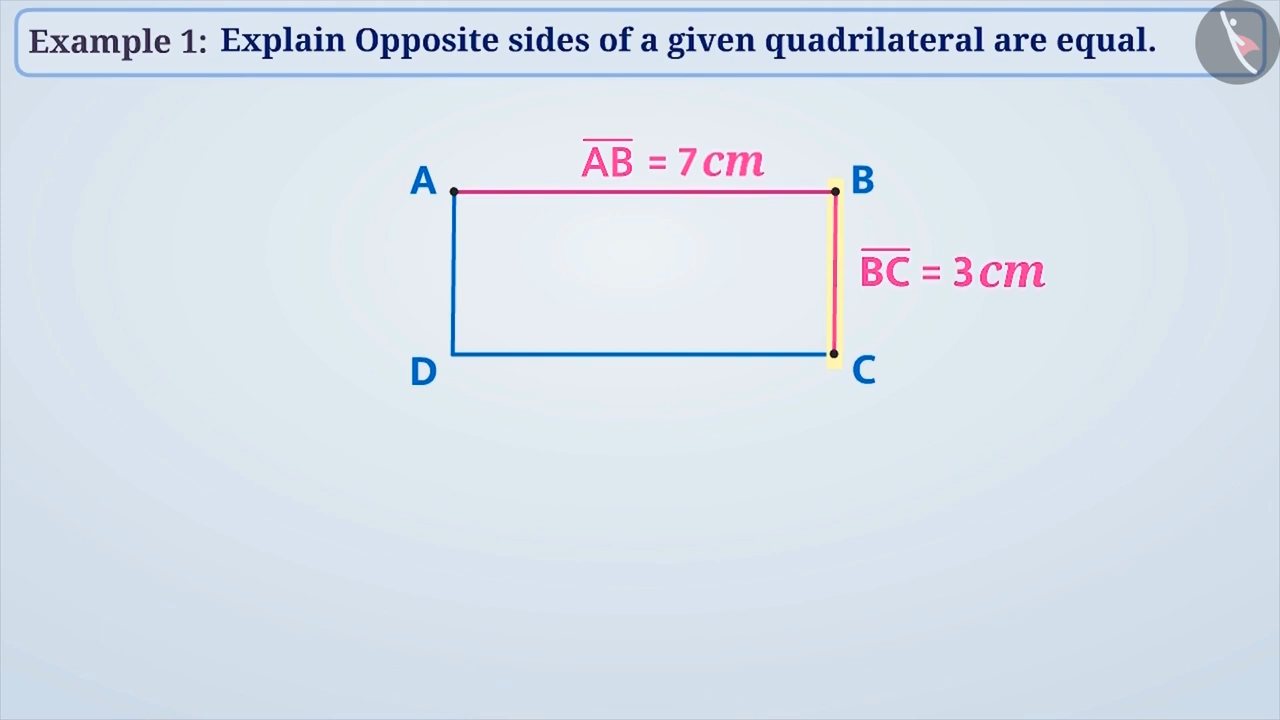 Example 1: Explain Opposite sides of a given quadrilateral are equal.
AB = 7 cm
A
B
BC = 3 cm
D
C